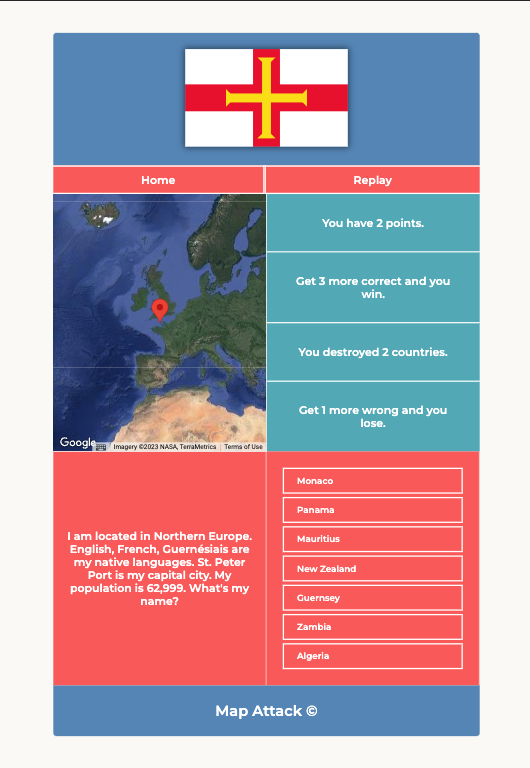 Home
Replay
You have 2 points.
Get 3 more correct and you
win.
You destroyed 2 countries.
Get 1 more wrong and you
lose.
Google
Imagery ©2023 NASA, TerraMetrics
Terms of Use
I am located in Northern Europe.
English, French, Guernésiais are
my native languages. St. Peter
Port is my capital city. My
population is 62,999. What's my
name?
Monaco
Panama
Mauritius
New Zealand
Guernsey
Zambia
Algeria
Map Attack ©